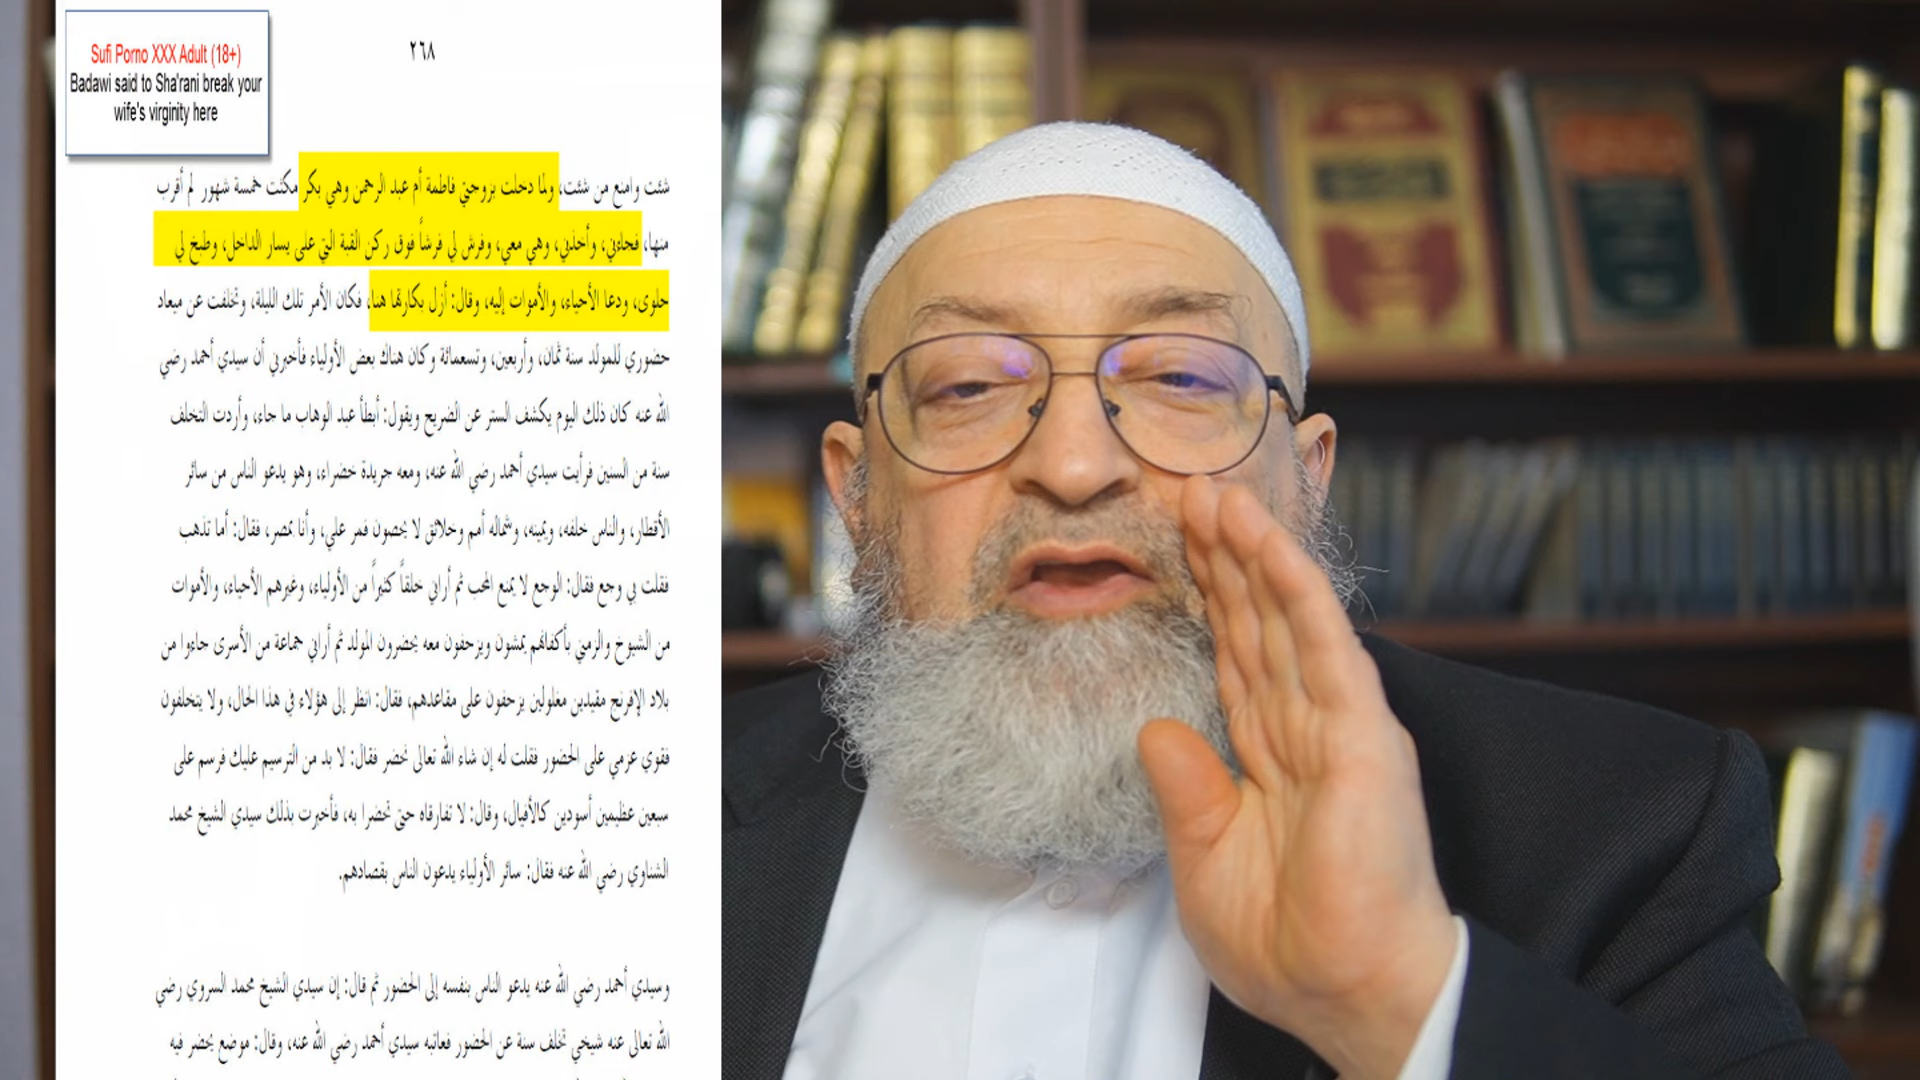 Sufi Porno XXX Adult (18+)
Badawi said to Sha'rani break your
wife's virginity here
٢٦٨
شئت وامنع من شئت، ولما دخلت بزوجتي فاطمة أم عبد الرحمن وهي بكر مكثت خمسة شهور لم أقرب
منها، فجاءني، وأخذني، وهي معي، وفرش لي فرشاً فوق ركن القبة التي على يسار الداخل، وطبخ لي
حلوى، ودعا الأحياء، والأموات إليه، وقال: أزل بكارتها هنا، فكان الأمر تلك الليلة، وتخلفت عن ميعاد
حضوري للمولد سنة ثمان، وأربعين، وتسعمائة وكان هناك بعض الأولياء فأخبرني أن سيدي أحمد رضي
الله عنه كان ذلك اليوم يكشف الستر عن الضريح ويقول: أبطأ عبد الوهاب ما جاء، وأردت التخلف
سنة من السنين فرأيت سيدي أحمد رضي الله عنه، ومعه جريدة خضراء، وهو يدعو الناس من سائر
الأقطار، والناس خلفه، ويمينه، وشماله أمم وخلائق لا يحصون فمر علي، وأنا بمصر، فقال: أما تذهب
فقلت بي وجع فقال: الوجع لا يمنع المحب ثم أراني خلقاً كثيراً من الأولياء، وغيرهم الأحياء، والأموات
من الشيوخ والزمنى بأكفانهم يمشون ويزحفون معه يحضرون المولد ثم أراني جماعة من الأسرى جاءوا من
بلاد الإفرنج مقيدين مغلولين يزحفون على مقاعدهم، فقال: انظر إلى هؤلاء في هذا الحال، ولا يتخلفون
فقوي عزمي على الحضور فقلت له إن شاء الله تعالى نحضر فقال: لا بد من الترسيم عليك فرسم على
سبعين عظيمين أسودين كالأفيال، وقال: لا تفارقاه حتى تحضرا به، فأخبرت بذلك سيدي الشيخ محمد
الشناوي رضي الله عنه فقال: سائر الأولياء يدعون الناس بقصادهم.
وسيدي أحمد رضي الله عنه يدعو الناس بنفسه إلى الحضور ثم قال: إن سيدي الشيخ محمد السروي رضي
الله تعالى عنه شيخي تخلف سنة عن الحضور فعاتبه سيدي أحمد رضي الله عنه، وقال: موضع يحضر فيه